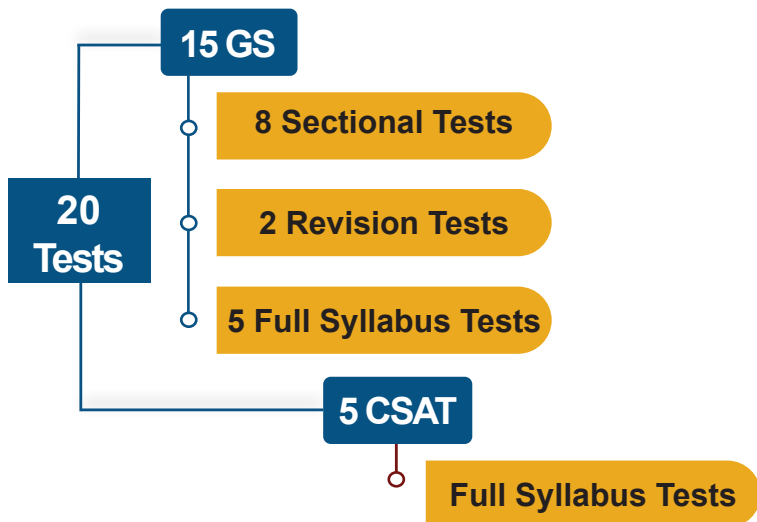 15 GS
8 Sectional Tests
20
Tests
2 Revision Tests
5 Full Syllabus Tests
5 CSAT
Full Syllabus Tests